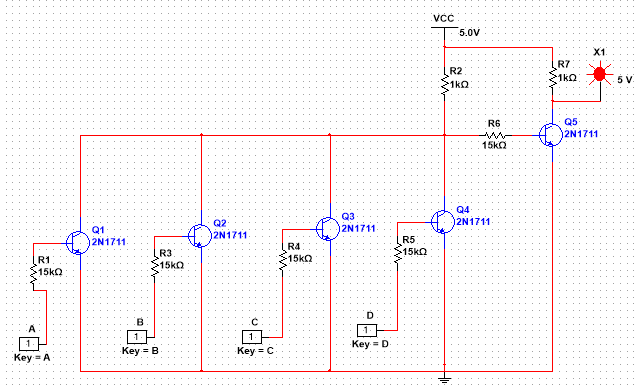 VCC
5.0V
X1
5 V
R2
1kΩ
R7
1kΩ
R6
15kΩ
Q5
2N1711
Q1
2N1711
Q2
2N1711
Q3
2N1711
Q4
2N1711
R1
15kΩ
R3
15kΩ
R4
15kΩ
R5
15kΩ
A
1
Key = A
B
1
Key = B
C
1
Key = C
D
1
Key = D